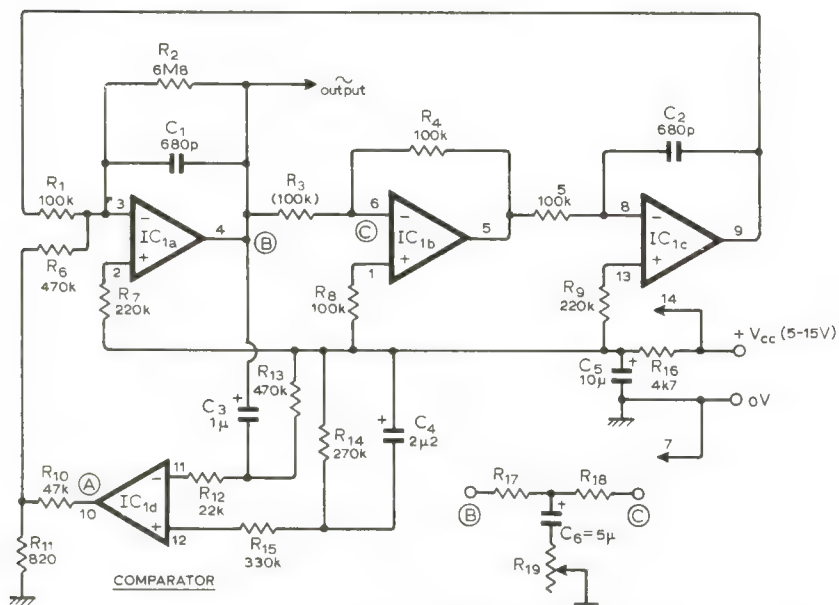 R2
6M8
∼
output
C1
680p
R4
100k
C2
680p
R1
100k
3
−
IC1a
+
2
4
B
R3
(100k)
6
C
−
IC1b
+
1
5
5
100k
8
−
IC1c
+
13
9
R6
470k
R7
220k
R8
100k
R9
220k
14
+ Vcc (5-15V)
R13
470k
C3
+
1μ
R14
270k
+
C4
2μ2
C5
+
10μ
R16
4k7
0V
7
R10
47k
A
10
IC1d
−
+
11
12
R12
22k
R15
330k
R11
820
COMPARATOR
B
R17
R18
C
+
C6=5μ
R19